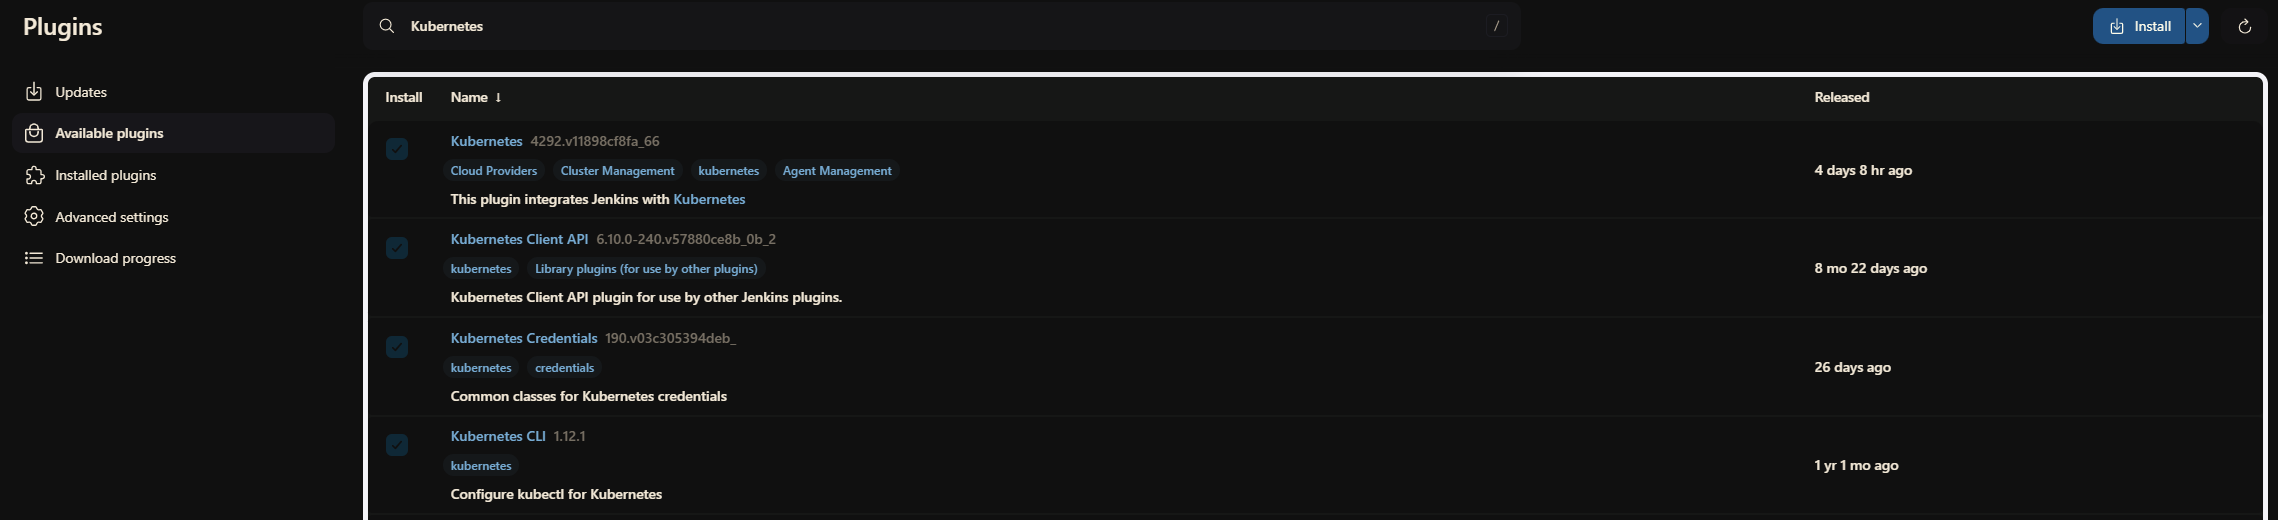 Plugins
Kubernetes
/
Install
Updates
Available plugins
Installed plugins
Advanced settings
Download progress
Install Name ↓ Released
Kubernetes 4292.v11898cf8fa_66
Cloud Providers Cluster Management kubernetes Agent Management
4 days 8 hr ago
This plugin integrates Jenkins with Kubernetes
Kubernetes Client API 6.10.0-240.v57880ce8b_0b_2
kubernetes Library plugins (for use by other plugins)
8 mo 22 days ago
Kubernetes Client API plugin for use by other Jenkins plugins.
Kubernetes Credentials 190.v03c305394deb_
kubernetes credentials
26 days ago
Common classes for Kubernetes credentials
Kubernetes CLI 1.12.1
kubernetes
1 yr 1 mo ago
Configure kubectl for Kubernetes